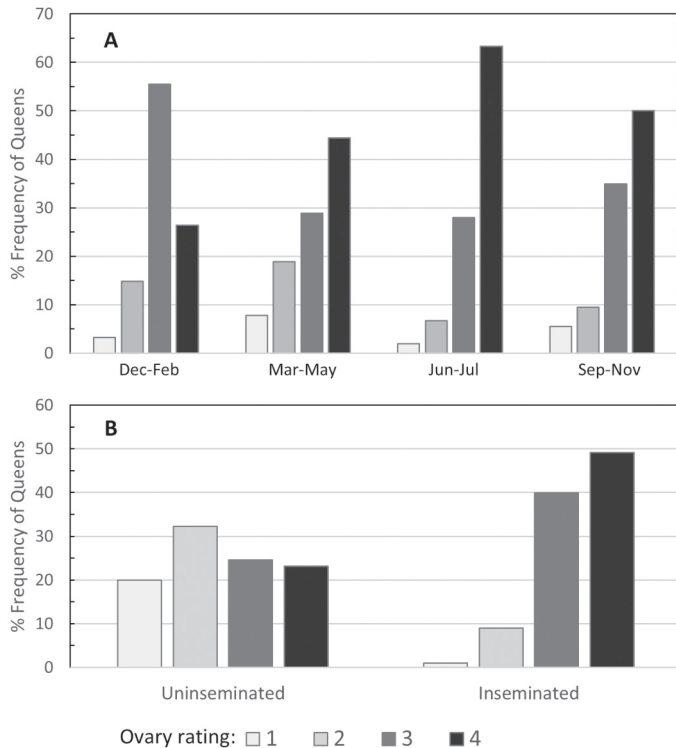 % Frequency of Queens
A
70
60
50
40
30
20
10
0
Dec-Feb Mar-May Jun-Jul Sep-Nov
% Frequency of Queens
B
60
50
40
30
20
10
0
Uninseminated Inseminated
Ovary rating: 1 2 3 4